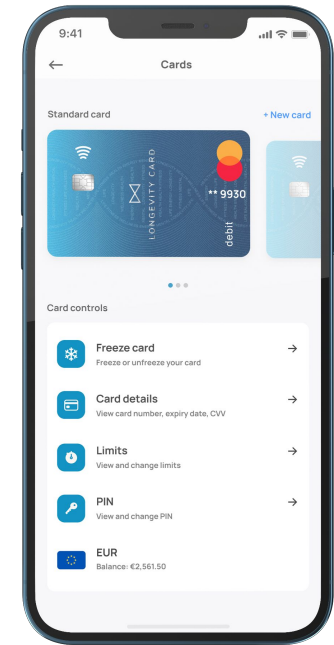 9:41
Cards
Standard card
+ New card
LONGEVITY CARD
** 9930
debit
Card controls
Freeze card
Freeze or unfreeze your card
Card details
View card number, expiry date, CVV
Limits
View and change limits
PIN
View and change PIN
EUR
Balance: €2,561.50